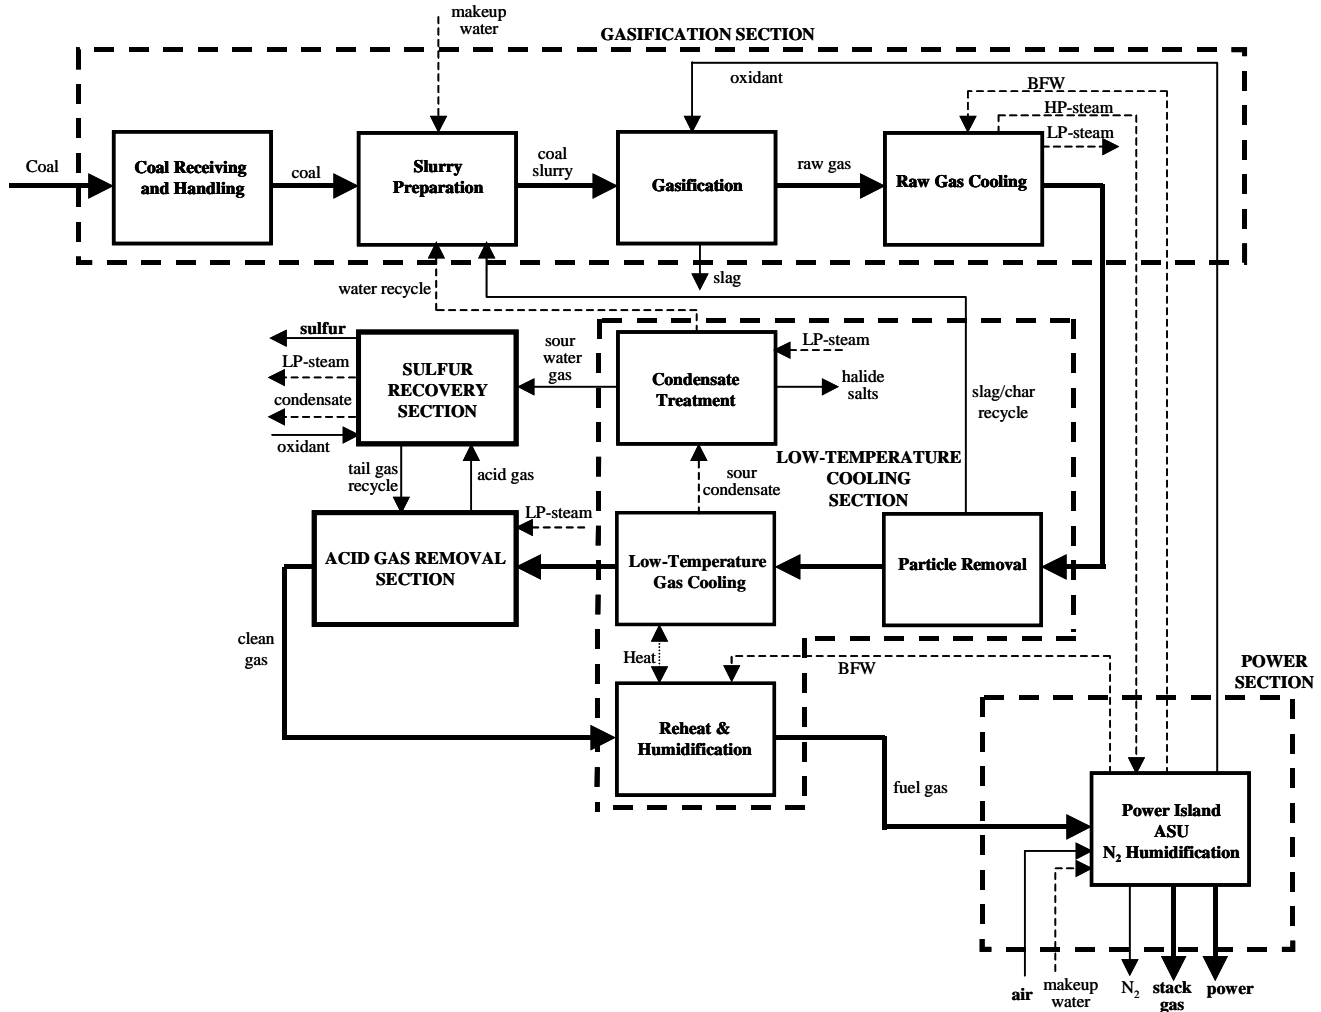 makeup
water
GASIFICATION SECTION
oxidant
BFW
HP-steam
LP-steam
Coal
Coal Receiving
and Handling
coal
Slurry
Preparation
coal
slurry
Gasification
raw gas
Raw Gas Cooling
water recycle
slag
sulfur
LP-steam
condensate
oxidant
SULFUR
RECOVERY
SECTION
sour
water
gas
Condensate
Treatment
LP-steam
halide
salts
slag/char
recycle
tail gas
recycle
acid gas
sour
condensate
LOW-TEMPERATURE
COOLING
SECTION
LP-steam
ACID GAS REMOVAL
SECTION
Low-Temperature
Gas Cooling
Particle Removal
clean
gas
Heat
BFW
POWER
SECTION
Reheat &
Humidification
fuel gas
Power Island
ASU
N₂ Humidification
air
makeup
water
N₂
stack
gas
power